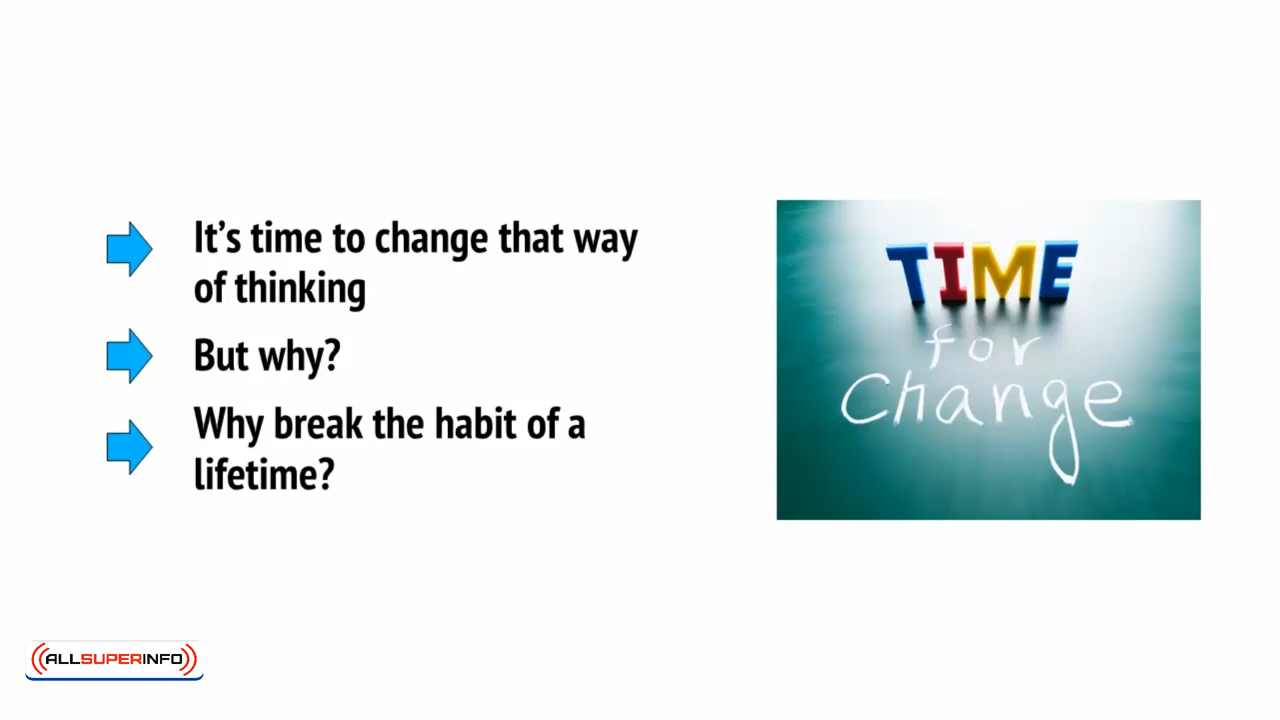 It's time to change that way
of thinking
But why?
Why break the habit of a
lifetime?
TIME
for
Change
ALLSUPERINFO